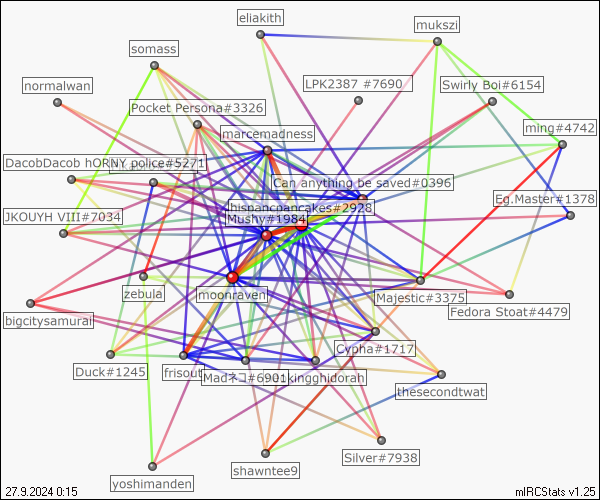 eliakith
mukszi
somass
normalwan
LPK2387 #7690
Swirly Boi#6154
Pocket Persona#3326
marcemadness
ming#4742
DacobDacob hORNY police#5271
Can anything be saved#0396
Eg.Master#1378
JKOUYH VIII#7034
hispanopancakes#2928
Mushy#1984
zebula
moonraven
Majestic#3375
Fedora Stoat#4479
bigcitysamurai
Cypha#1717
Duck#1245
frisout
Madネコ#6901
kingghidorah
thesecondtwat
yoshimanden
shawntee9
Silver#7938
27.9.2024 0:15
mIRCStats v1.25